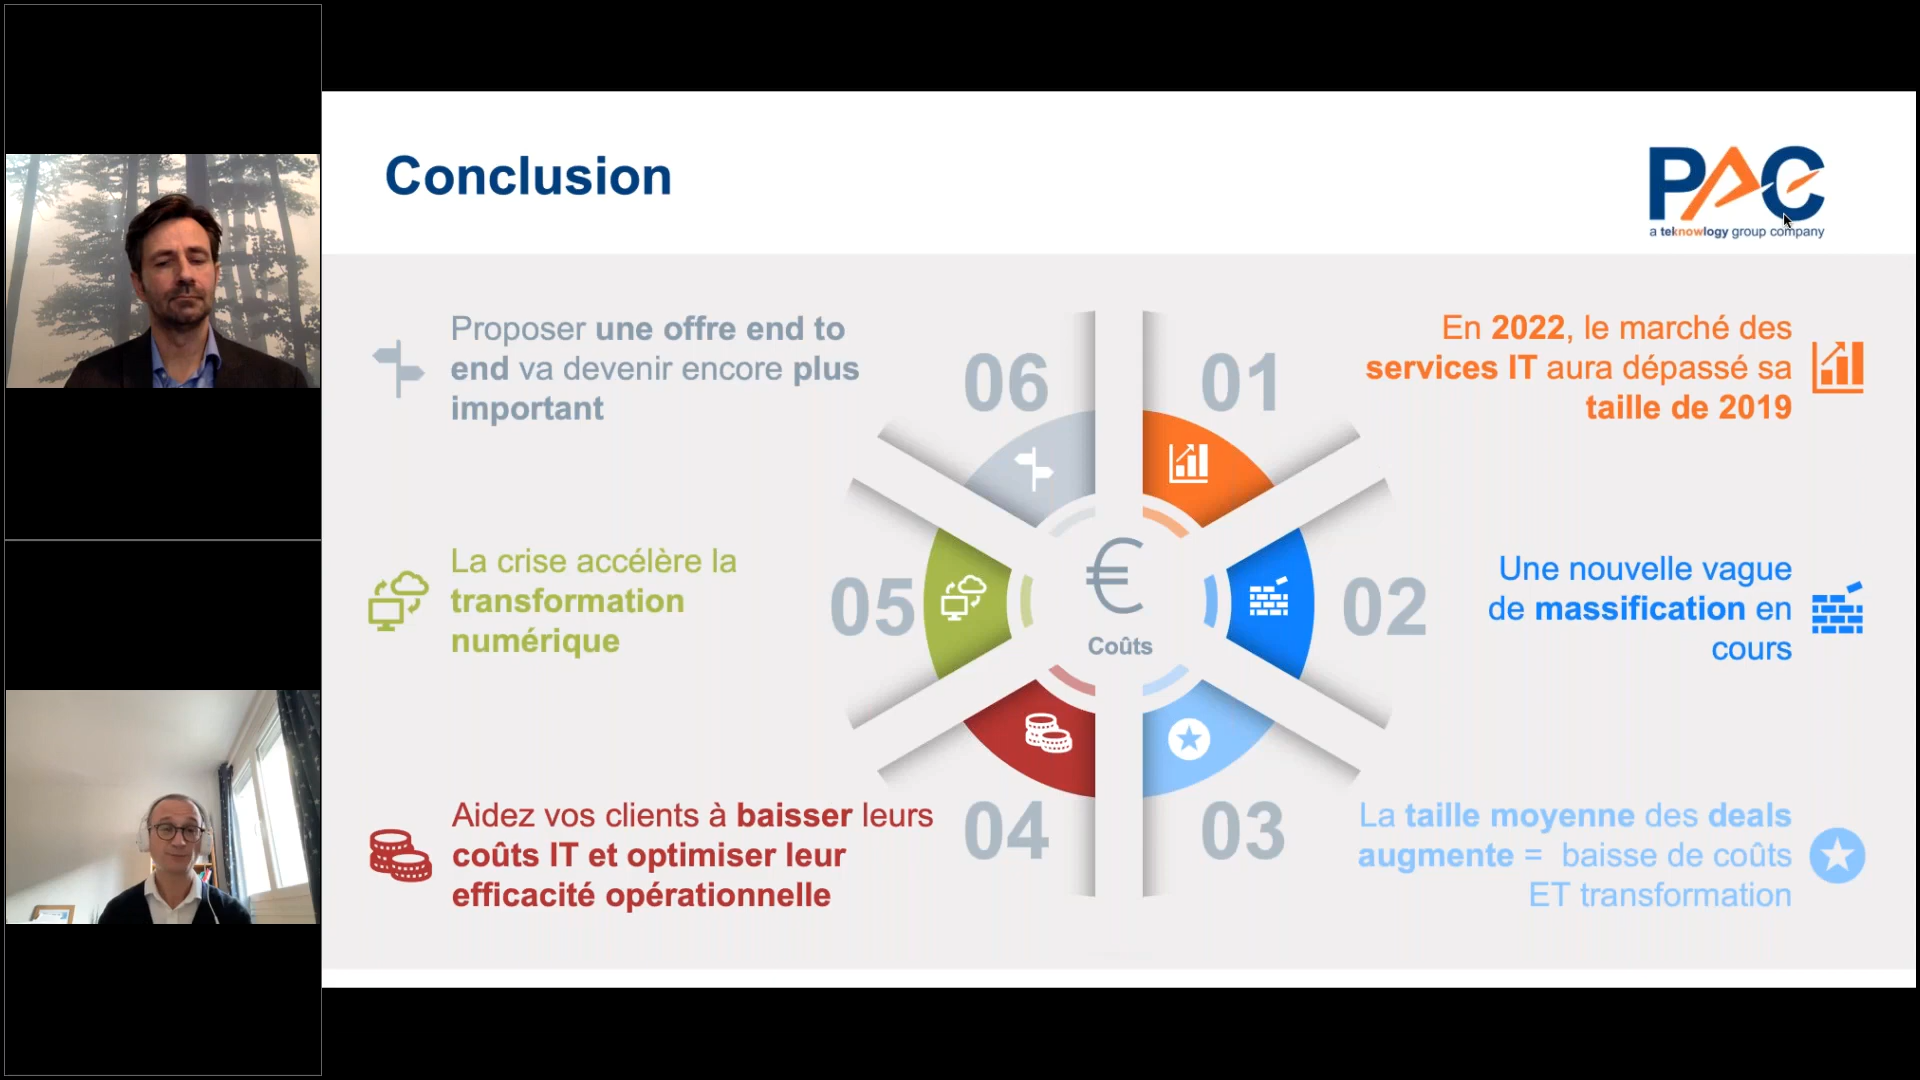 Conclusion
PAC
a teknowlogy group company
06
Proposer une offre end to
end va devenir encore plus
important
01
En 2022, le marché des
services IT aura dépassé sa
taille de 2019
05
La crise accélère la
transformation
numérique
€
Coûts
02
Une nouvelle vague
de massification en
cours
Aidez vos clients à baisser leurs
coûts IT et optimiser leur
efficacité opérationnelle
04
03
La taille moyenne des deals
augmente = baisse de coûts
ET transformation